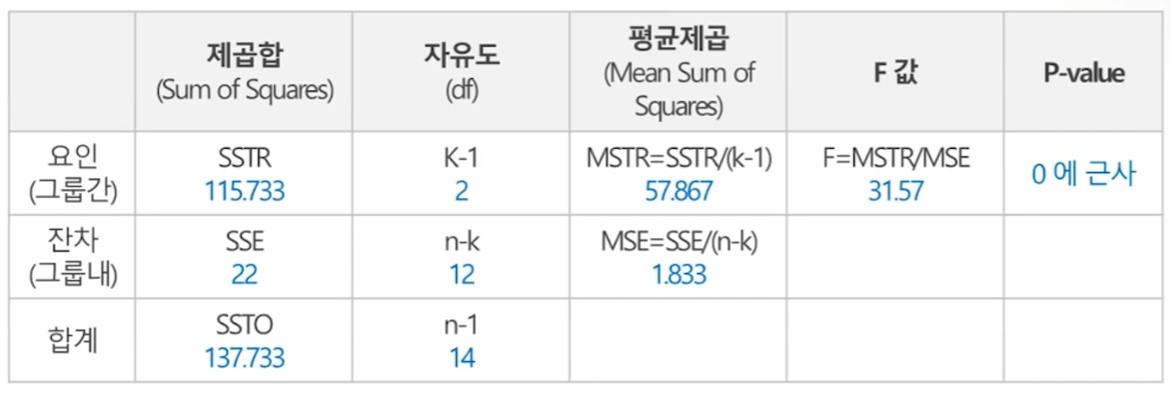 제곱합
(Sum of Squares)
자유도
(df)
평균제곱
(Mean Sum of
Squares)
F 값
P-value
요인
(그룹간)
SSTR
115.733
K-1
2
MSTR=SSTR/(k-1)
57.867
F=MSTR/MSE
31.57
0 에 근사
잔차
(그룹내)
SSE
22
n-k
12
MSE=SSE/(n-k)
1.833
합계
SSTO
137.733
n-1
14